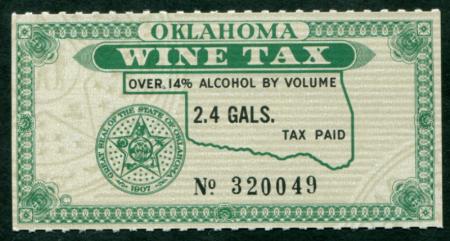 OKLAHOMA
WINE TAX
OVER 14% ALCOHOL BY VOLUME
2.4 GALS.
TAX PAID
GREAT SEAL OF THE STATE OF OKLAHOMA
1907
No 320049